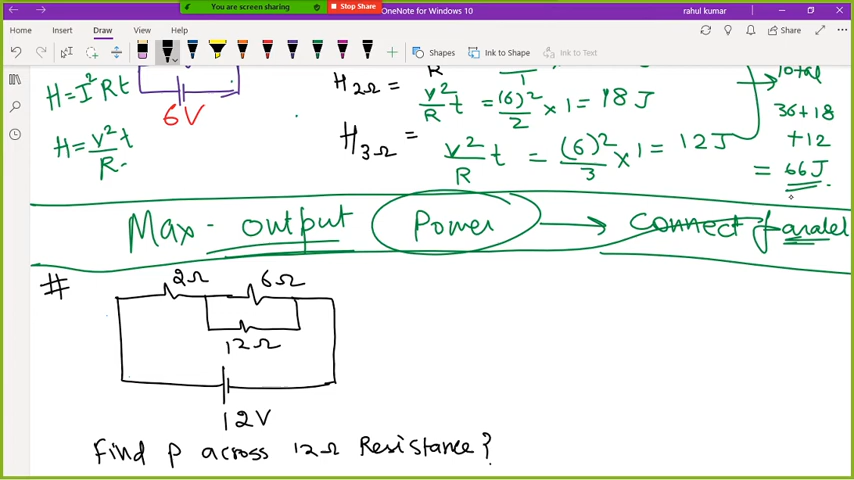 You are screen sharing
Stop Share
OneNote for Windows 10
rahul kumar
Home Insert Draw View Help
Share
Shapes Ink to Shape Ink to Text
H=I²Rt
6V
H=V²/R t
H2Ω = V²/R t = (6)²/2 × 1 = 18 J
H3Ω = V²/R t = (6)²/3 × 1 = 12 J
Total
36+18
+12
= 66J
Max - output Power → connect parallel
#
2Ω 6Ω
12Ω
12V
Find P across 12Ω Resistance?